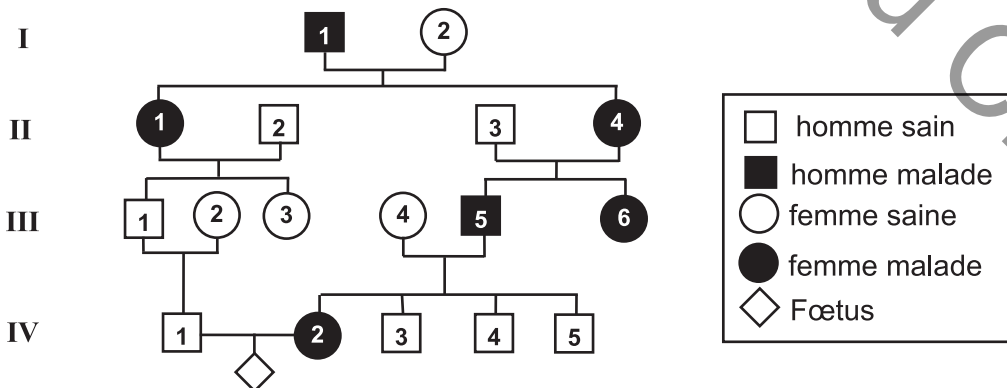 I
1 2
II
1 2 3 4
III
1 2 3 4 5 6
IV
1 2 3 4 5
homme sain
homme malade
femme saine
femme malade
Fœtus